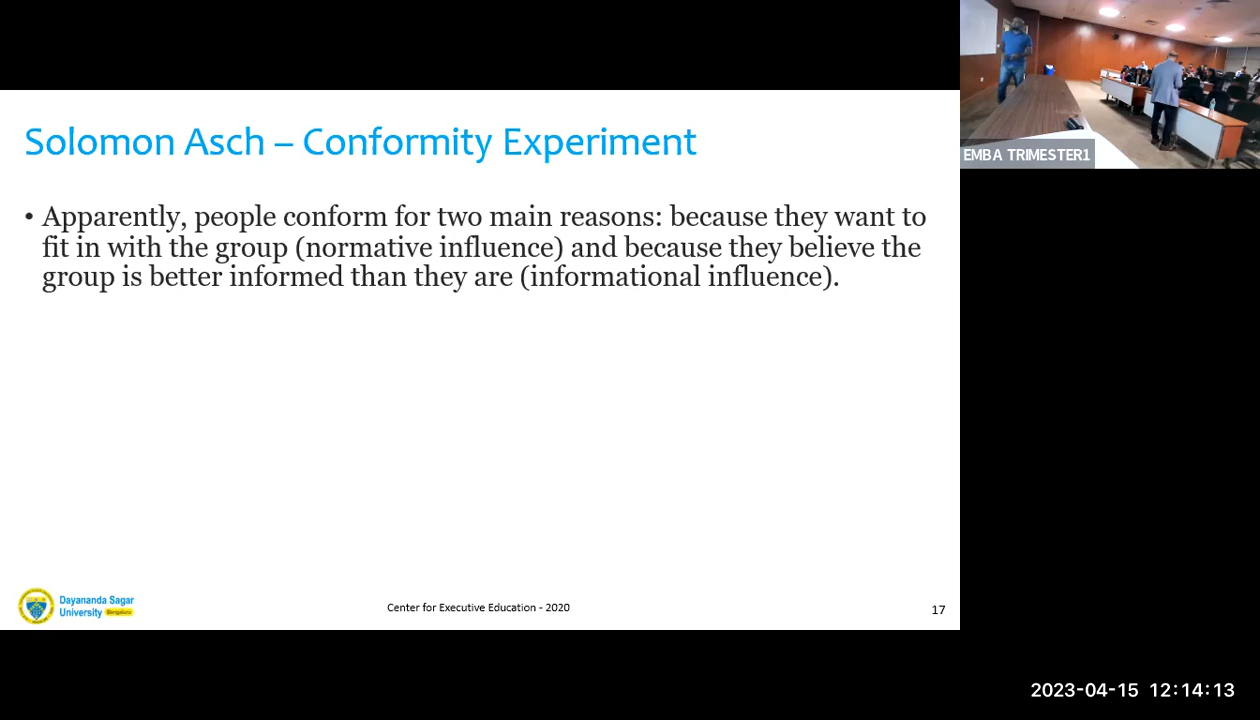 Solomon Asch – Conformity Experiment
• Apparently, people conform for two main reasons: because they want to
fit in with the group (normative influence) and because they believe the
group is better informed than they are (informational influence).
Dayananda Sagar
University Bengaluru
Center for Executive Education - 2020
17
EMBA TRIMESTER1
2023-04-15 12:14:13